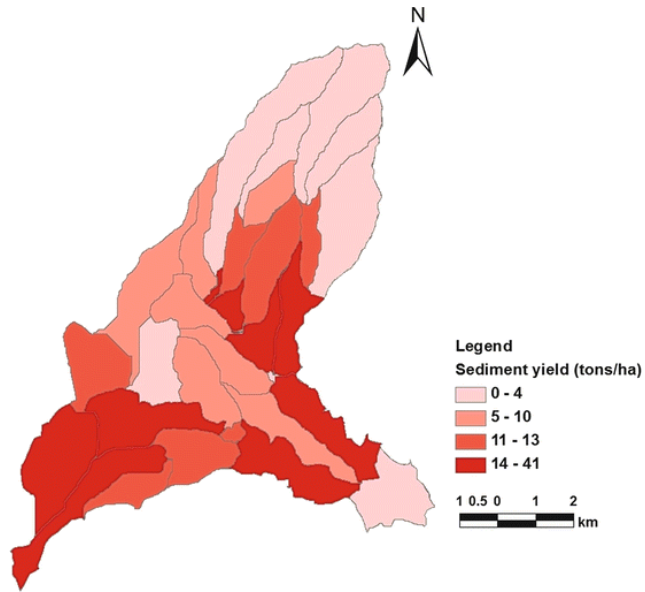 N
Legend
Sediment yield (tons/ha)
0 - 4
5 - 10
11 - 13
14 - 41
1 0.5 0 1 2
km